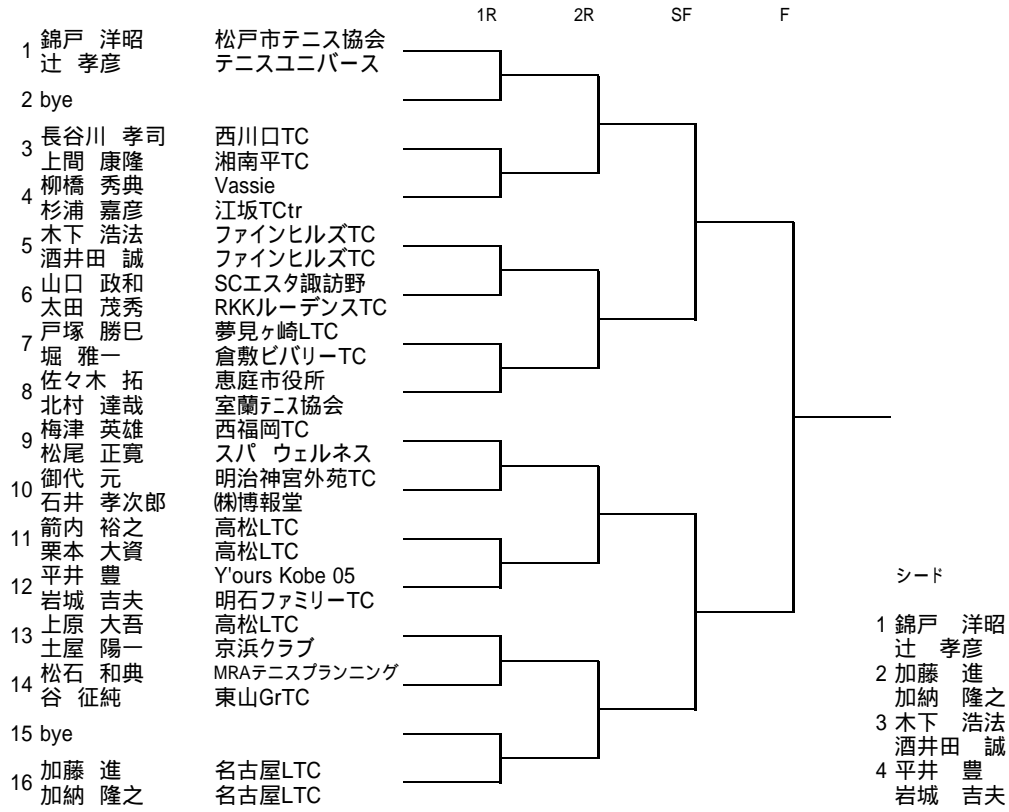 1R 2R SF F
1 錦戸 洋昭 松戸市テニス協会
辻 孝彦 テニスユニバース
2 bye
3 長谷川 孝司 西川口TC
上間 康隆 湘南平TC
4 柳橋 秀典 Vassie
杉浦 嘉彦 江坂TCtr
5 木下 浩法 ファインヒルズTC
酒井田 誠 ファインヒルズTC
6 山口 政和 SCエスタ諏訪野
太田 茂秀 RKKルーデンスTC
7 戸塚 勝巳 夢見ヶ崎LTC
堀 雅一 倉敷ビバリーTC
8 佐々木 拓 恵庭市役所
北村 達哉 室蘭テニス協会
9 梅津 英雄 西福岡TC
松尾 正寛 スパ ウェルネス
10 御代 元 明治神宮外苑TC
石井 孝次郎 ㈱博報堂
11 箭内 裕之 高松LTC
栗本 大資 高松LTC
12 平井 豊 Y'ours Kobe 05
岩城 吉夫 明石ファミリーTC
13 上原 大吾 高松LTC
土屋 陽一 京浜クラブ
14 松石 和典 MRAテニスプランニング
谷 征純 東山GrTC
15 bye
16 加藤 進 名古屋LTC
加納 隆之 名古屋LTC
シード
1 錦戸 洋昭
辻 孝彦
2 加藤 進
加納 隆之
3 木下 浩法
酒井田 誠
4 平井 豊
岩城 吉夫